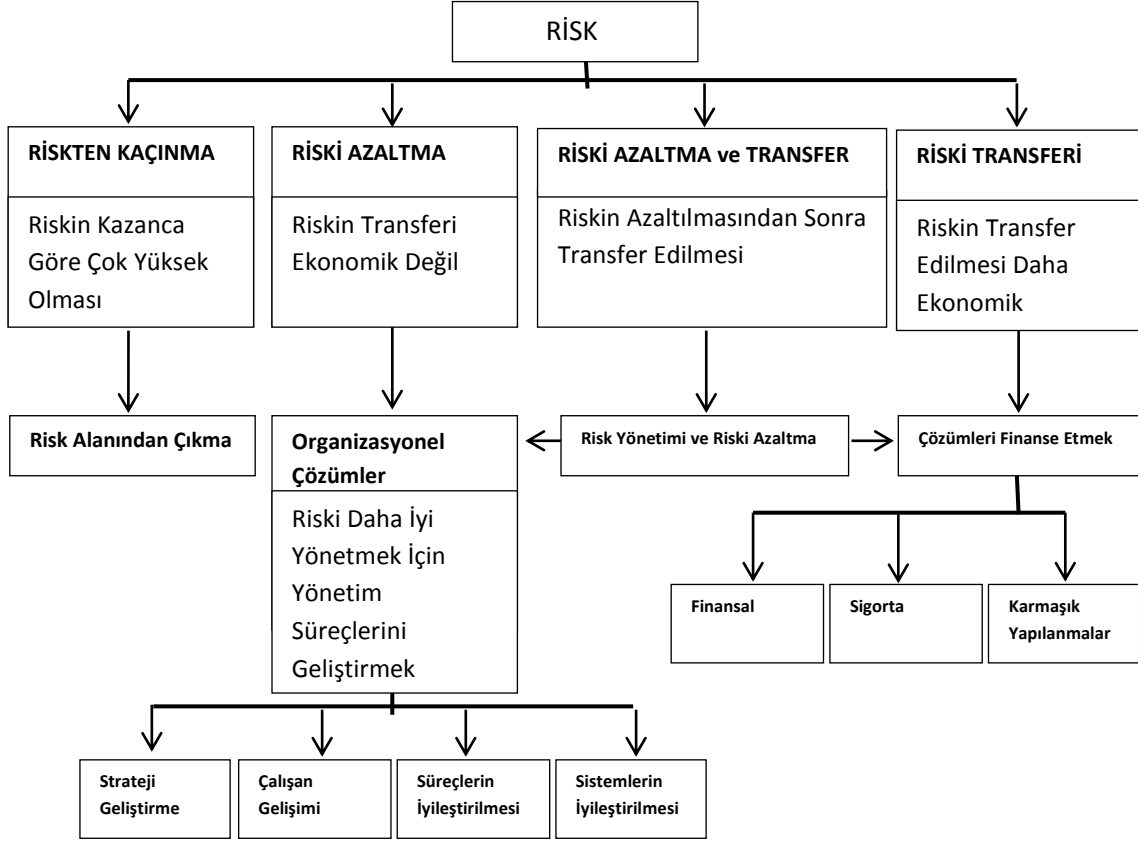 RİSK
RİSKTEN KAÇINMA
Riskin Kazanca
Göre Çok Yüksek
Olması
RİSKİ AZALTMA
Riskin Transferi
Ekonomik Değil
RİSKİ AZALTMA ve TRANSFER
Riskin Azaltılmasından Sonra
Transfer Edilmesi
RİSKİ TRANSFERİ
Riskin Transfer
Edilmesi Daha
Ekonomik
Risk Alanından Çıkma
Organizasyonel
Çözümler
Riski Daha İyi
Yönetmek İçin
Yönetim
Süreçlerini
Geliştirmek
Risk Yönetimi ve Riski Azaltma
Çözümleri Finanse Etmek
Finansal
Sigorta
Karmaşık
Yapılanmalar
Strateji
Geliştirme
Çalışan
Gelişimi
Süreçlerin
İyileştirilmesi
Sistemlerin
İyileştirilmesi